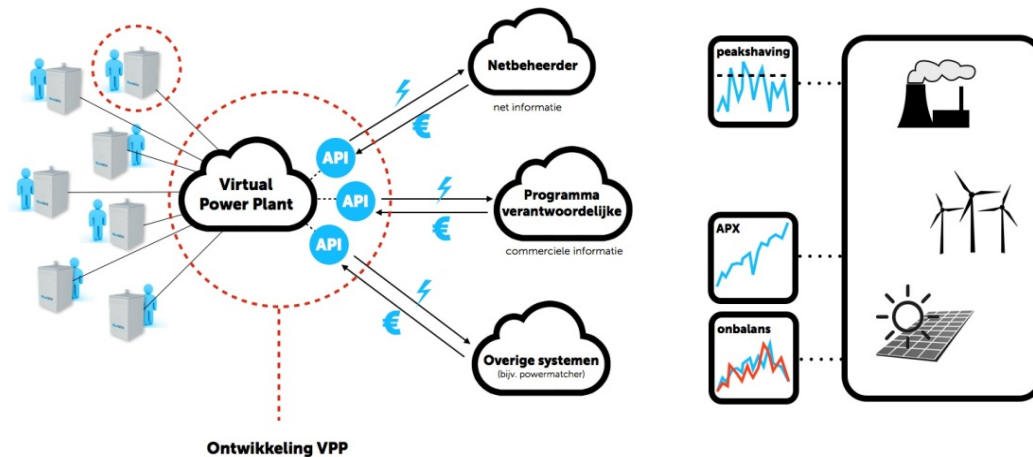 Netbeheerder
net informatie
API
€
Virtual
Power Plant
API
€
Programma
verantwoordelijke
commerciele informatie
API
€
Overige systemen
(bijv. powermatcher)
Ontwikkeling VPP
peakshaving
APX
onbalans